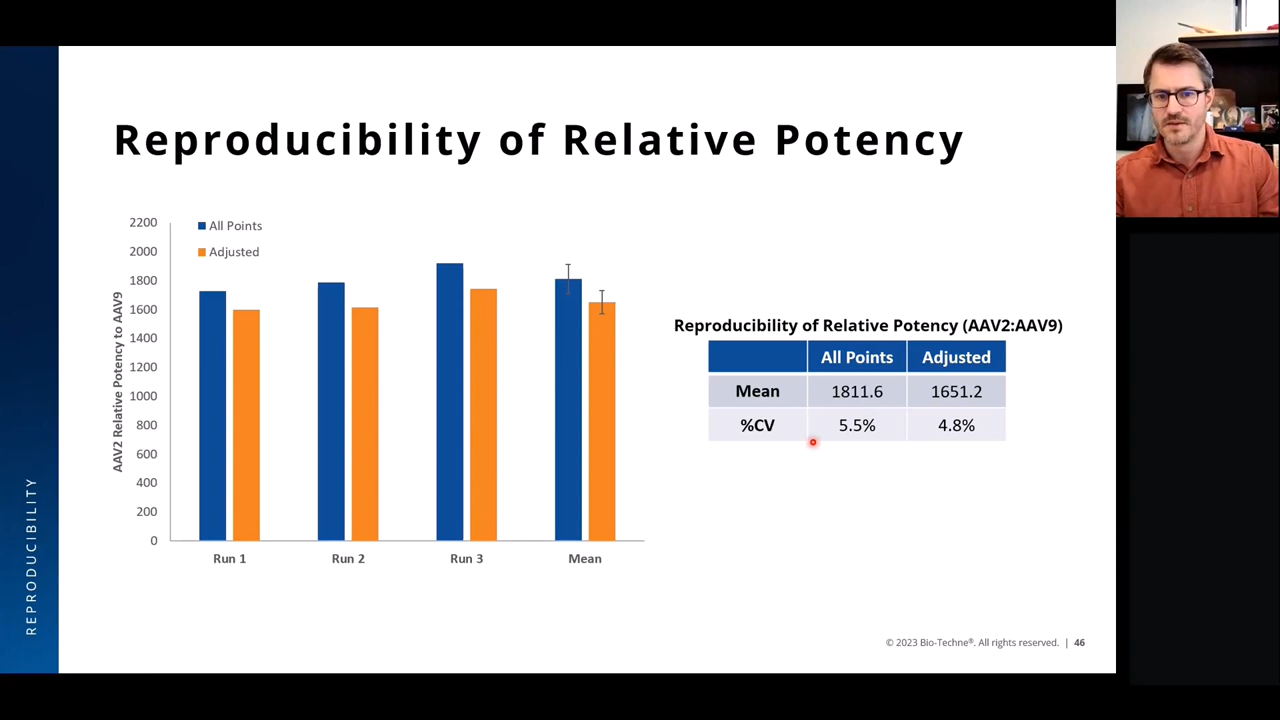 Reproducibility of Relative Potency
2200
2000
1800
1600
1400
1200
1000
800
600
400
200
0
AAV2 Relative Potency to AAV9
All Points
Adjusted
Run 1
Run 2
Run 3
Mean
Reproducibility of Relative Potency (AAV2:AAV9)
All Points Adjusted
Mean 1811.6 1651.2
%CV 5.5% 4.8%
REPRODUCIBILITY
© 2023 Bio-Techne®. All rights reserved. | 46